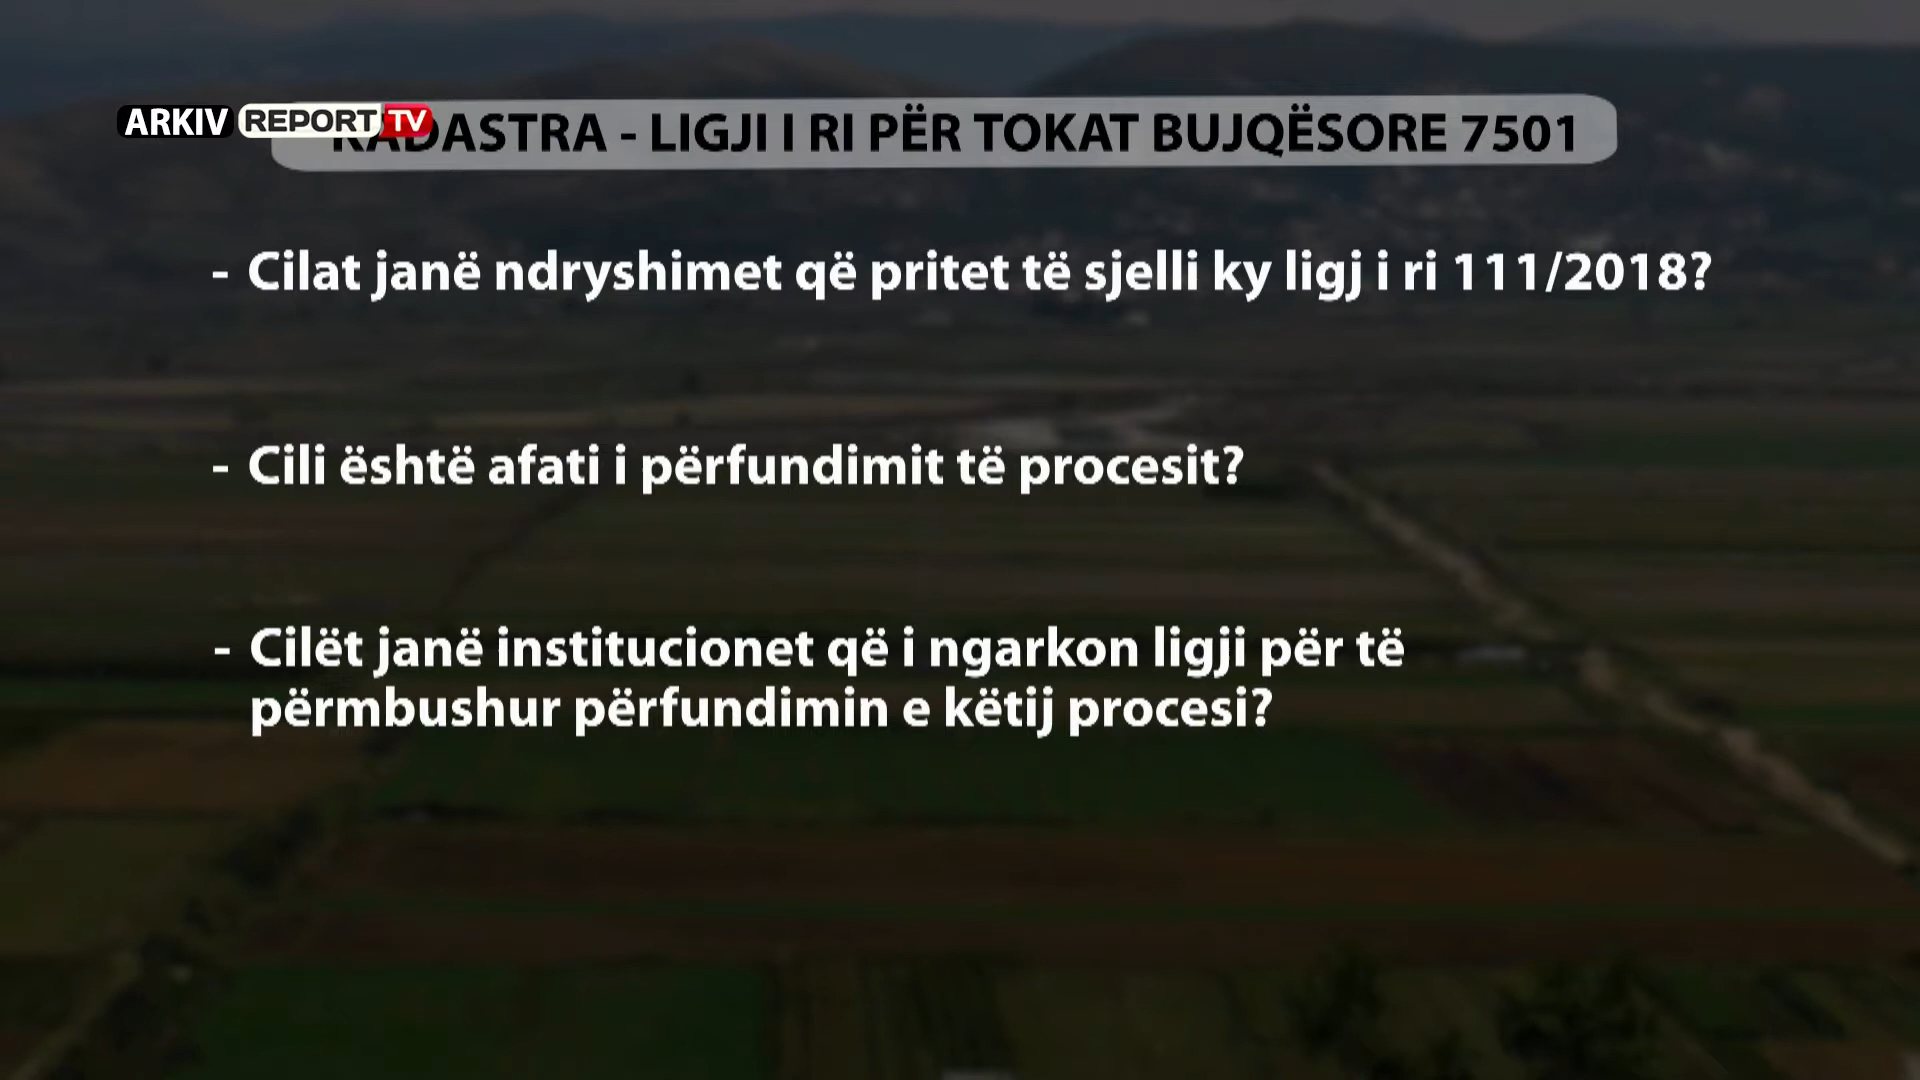 ARKIV REPORT TV
KADASTRA - LIGJI I RI PËR TOKAT BUJQËSORE 7501
- Cilat janë ndryshimet që pritet të sjelli ky ligj i ri 111/2018?
- Cili është afati i përfundimit të procesit?
- Cilët janë institucionet që i ngarkon ligji për të
përmbushur përfundimin e këtij procesi?